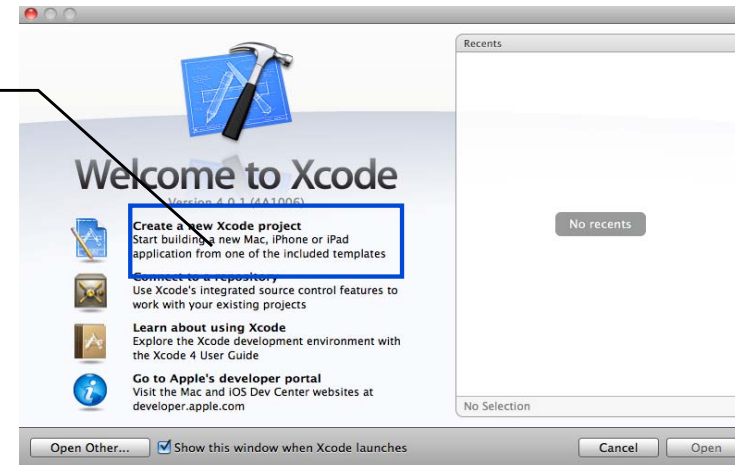 Recents
Welcome to Xcode
Version 4.0.1 (4A1006)
Create a new Xcode project
Start building a new Mac, iPhone or iPad
application from one of the included templates
Connect to a repository
Use Xcode's integrated source control features to
work with your existing projects
Learn about using Xcode
Explore the Xcode development environment with
the Xcode 4 User Guide
Go to Apple's developer portal
Visit the Mac and iOS Dev Center websites at
developer.apple.com
No recents
No Selection
Open Other...
Show this window when Xcode launches
Cancel
Open